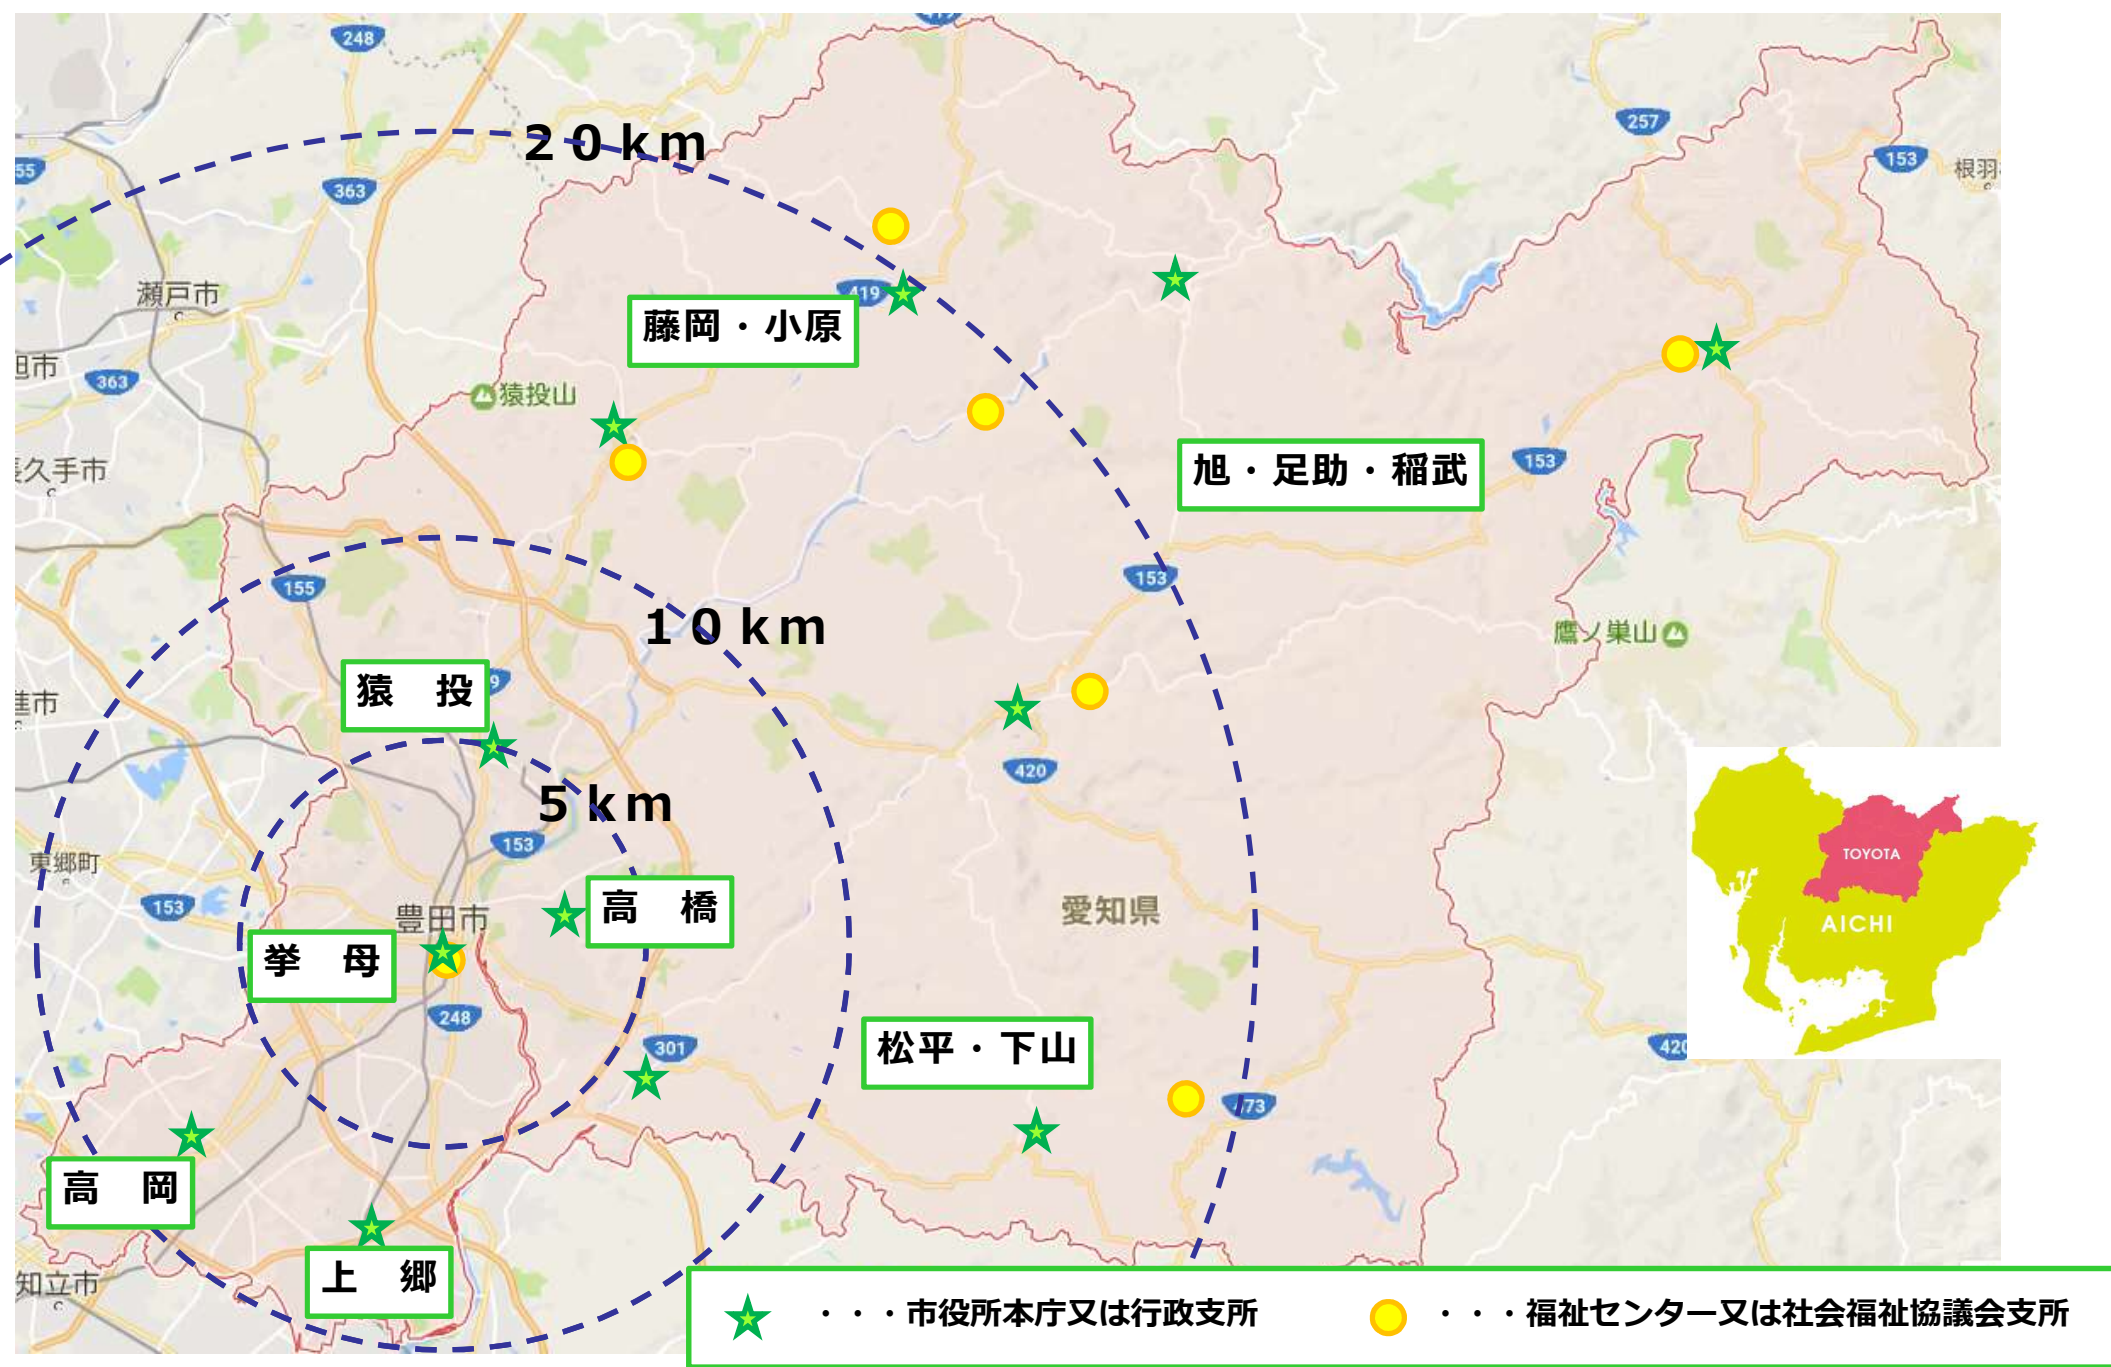 248
257
２０ｋｍ
55
153
根羽
363
瀬戸市
419
藤岡・小原
363
猿投山
153
旭・足助・稲武
久手市
155
153
１０ｋｍ
鷹ノ巣山
猿　投
9
市
420
５ｋｍ
153
TOYOTA
東郷町
高　橋
153
豊田市
愛知県
AICHI
挙　母
248
301
松平・下山
420
473
高　岡
上　郷
知立市
・・・市役所本庁又は行政支所
・・・福祉センター又は社会福祉協議会支所